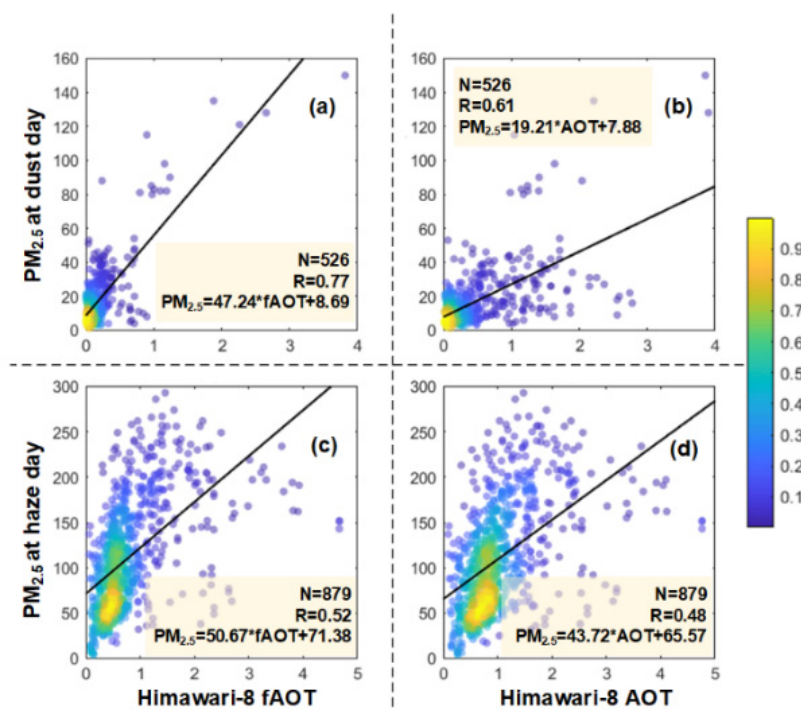 160
140
120
100
80
60
40
20
0
0 1 2 3 4
PM2.5 at dust day
(a)
N=526
R=0.77
PM2.5=47.24*fAOT+8.69
160
140
120
100
80
60
40
20
0
0 1 2 3 4
N=526
R=0.61
PM2.5=19.21*AOT+7.88
(b)
0.9
0.8
0.7
0.6
0.5
0.4
0.3
0.2
0.1
300
250
200
150
100
50
0
0 1 2 3 4 5
PM2.5 at haze day
(c)
N=879
R=0.52
PM2.5=50.67*fAOT+71.38
Himawari-8 fAOT
300
250
200
150
100
50
0
0 1 2 3 4 5
(d)
N=879
R=0.48
PM2.5=43.72*AOT+65.57
Himawari-8 AOT